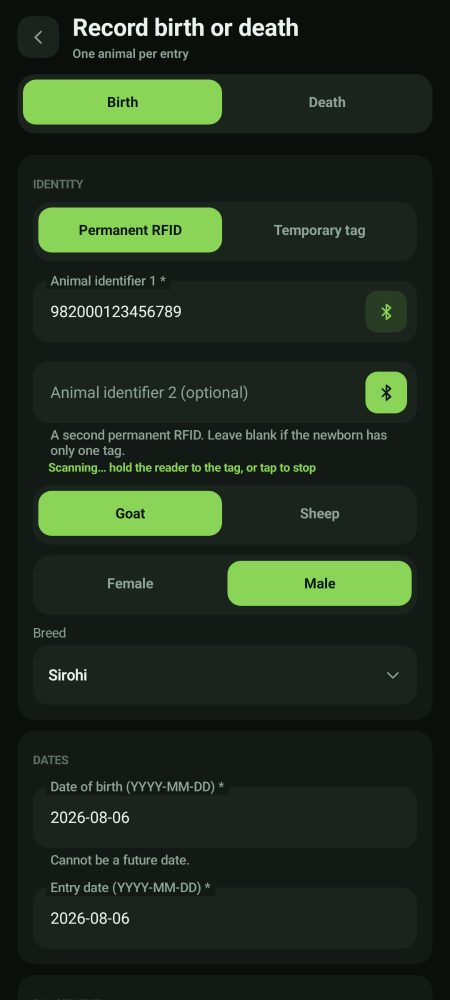 Record birth or death
One animal per entry
Birth
Death
IDENTITY
Permanent RFID
Temporary tag
Animal identifier 1 *
982000123456789
Animal identifier 2 (optional)
A second permanent RFID. Leave blank if the newborn has
only one tag.
Scanning… hold the reader to the tag, or tap to stop
Goat
Sheep
Female
Male
Breed
Sirohi
DATES
Date of birth (YYYY-MM-DD) *
2026-08-06
Cannot be a future date.
Entry date (YYYY-MM-DD) *
2026-08-06